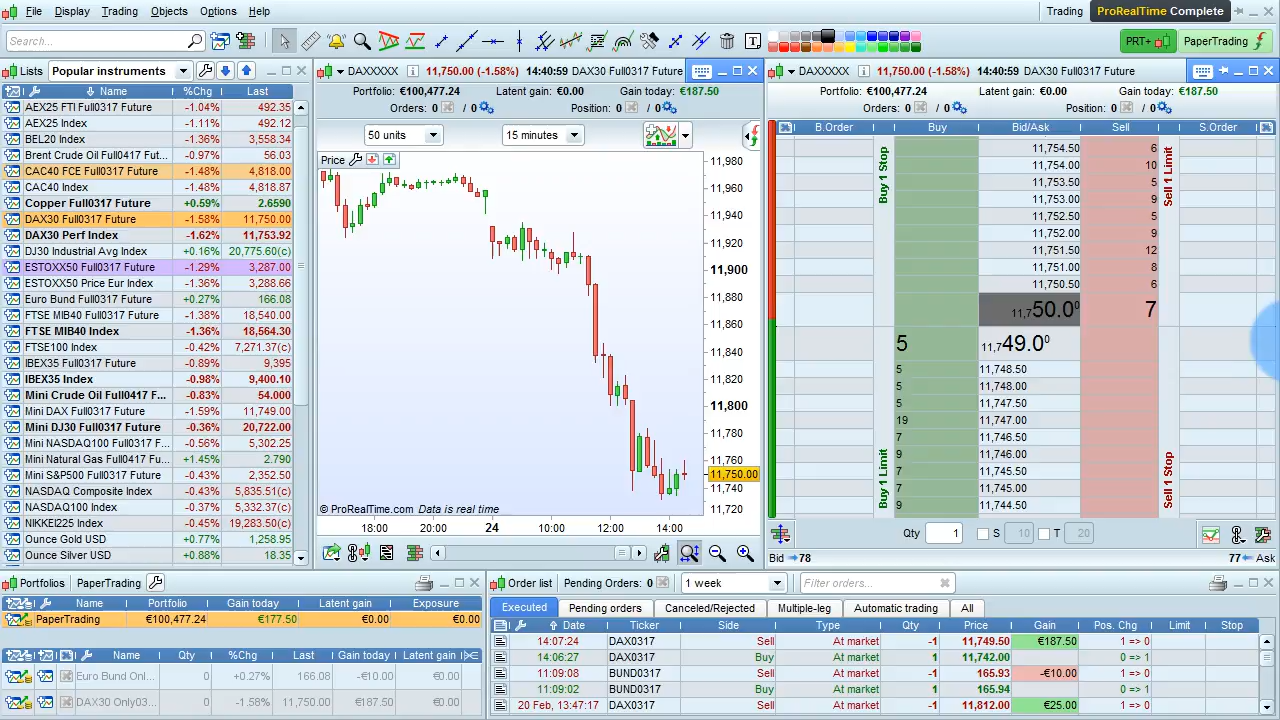 File Display Trading Objects Options Help Trading ProRealTime Complete
Search... PRT+ PaperTrading
Lists Popular instruments
Name %Chg Last
AEX25 FTI Full0317 Future -1.04% 492.35
AEX25 Index -1.11% 492.12
BEL20 Index -1.36% 3,558.34
Brent Crude Oil Full0417 Fut... -0.97% 56.03
CAC40 FCE Full0317 Future -1.48% 4,818.00
CAC40 Index -1.48% 4,818.87
Copper Full0317 Future +0.59% 2.6590
DAX30 Full0317 Future -1.58% 11,750.00
DAX30 Perf Index -1.62% 11,753.92
DJ30 Industrial Avg Index +0.16% 20,775.60(c)
ESTOXX50 Full0317 Future -1.29% 3,287.00
ESTOXX50 Price Eur Index -1.36% 3,288.66
Euro Bund Full0317 Future +0.27% 166.08
FTSE MIB40 Full0317 Future -1.38% 18,540.00
FTSE MIB40 Index -1.36% 18,564.30
FTSE100 Index -0.42% 7,271.37(c)
IBEX35 Full0317 Future -0.89% 9,395
IBEX35 Index -0.98% 9,400.10
Mini Crude Oil Full0417 F... -0.83% 54.000
Mini DAX Full0317 Future -1.59% 11,749.00
Mini DJ30 Full0317 Future -0.36% 20,722.00
Mini NASDAQ100 Full0317 F... -0.56% 5,302.25
Mini Natural Gas Full0417 Fu... +1.45% 2.790
Mini S&P500 Full0317 Future -0.43% 2,352.50
NASDAQ Composite Index -0.43% 5,835.51(c)
NASDAQ100 Index -0.37% 5,332.37(c)
NIKKEI225 Index -0.45% 19,283.50(c)
Ounce Gold USD +0.77% 1,258.95
Ounce Silver USD +0.88% 18.35
DAXXXXX 11,750.00 (-1.58%) 14:40:59 DAX30 Full0317 Future
Portfolio: €100,477.24 Latent gain: €0.00 Gain today: €187.50
Orders: 0 / 0 Position: 0 / 0
50 units 15 minutes
Price
11,980
11,960
11,940
11,920
11,900
11,880
11,860
11,840
11,820
11,800
11,780
11,760
11,750.00
11,740
11,720
© ProRealTime.com Data is real time
18:00 20:00 24 10:00 12:00 14:00
DAXXXXX 11,750.00 (-1.58%) 14:40:59 DAX30 Full0317 Future
Portfolio: €100,477.24 Latent gain: €0.00 Gain today: €187.50
Orders: 0 / 0 Position: 0 / 0
B.Order Buy Bid/Ask Sell S.Order
Buy 1 Stop
Sell 1 Limit
11,754.50 6
11,754.00 10
11,753.50 5
11,753.00 9
11,752.50 5
11,752.00 9
11,751.50 12
11,751.00 8
11,750.50 6
11,750.0⁰ 7
5 11,749.0⁰
5 11,748.50
5 11,748.00
5 11,747.50
19 11,747.00
7 11,746.50
9 11,746.00
7 11,745.50
7 11,745.00
9 11,744.50
Buy 1 Limit
Sell 1 Stop
Qty 1 S 10 T 20
Bid 78 77 Ask
Portfolios PaperTrading
Name Portfolio Gain today Latent gain Exposure
PaperTrading €100,477.24 €177.50 €0.00 €0.00
Name Qty %Chg Last Gain today Latent gain
Euro Bund Onl... 0 +0.27% 166.08 -€10.00 €0.00
DAX30 Only03... 0 -1.58% 11,750.00 €187.50 €0.00
Order list Pending Orders: 0 1 week Filter orders...
Executed Pending orders Canceled/Rejected Multiple-leg Automatic trading All
Date Ticker Side Type Qty Price Gain Pos. Chg Limit Stop
14:07:24 DAX0317 Sell At market -1 11,749.50 €187.50 1 => 0
14:06:27 DAX0317 Buy At market 1 11,742.00 0 => 1
11:09:08 BUND0317 Sell At market -1 165.93 -€10.00 1 => 0
11:09:02 BUND0317 Buy At market 1 165.94 0 => 1
20 Feb, 13:47:17 DAX0317 Sell At market -1 11,812.00 €25.00 1 => 0